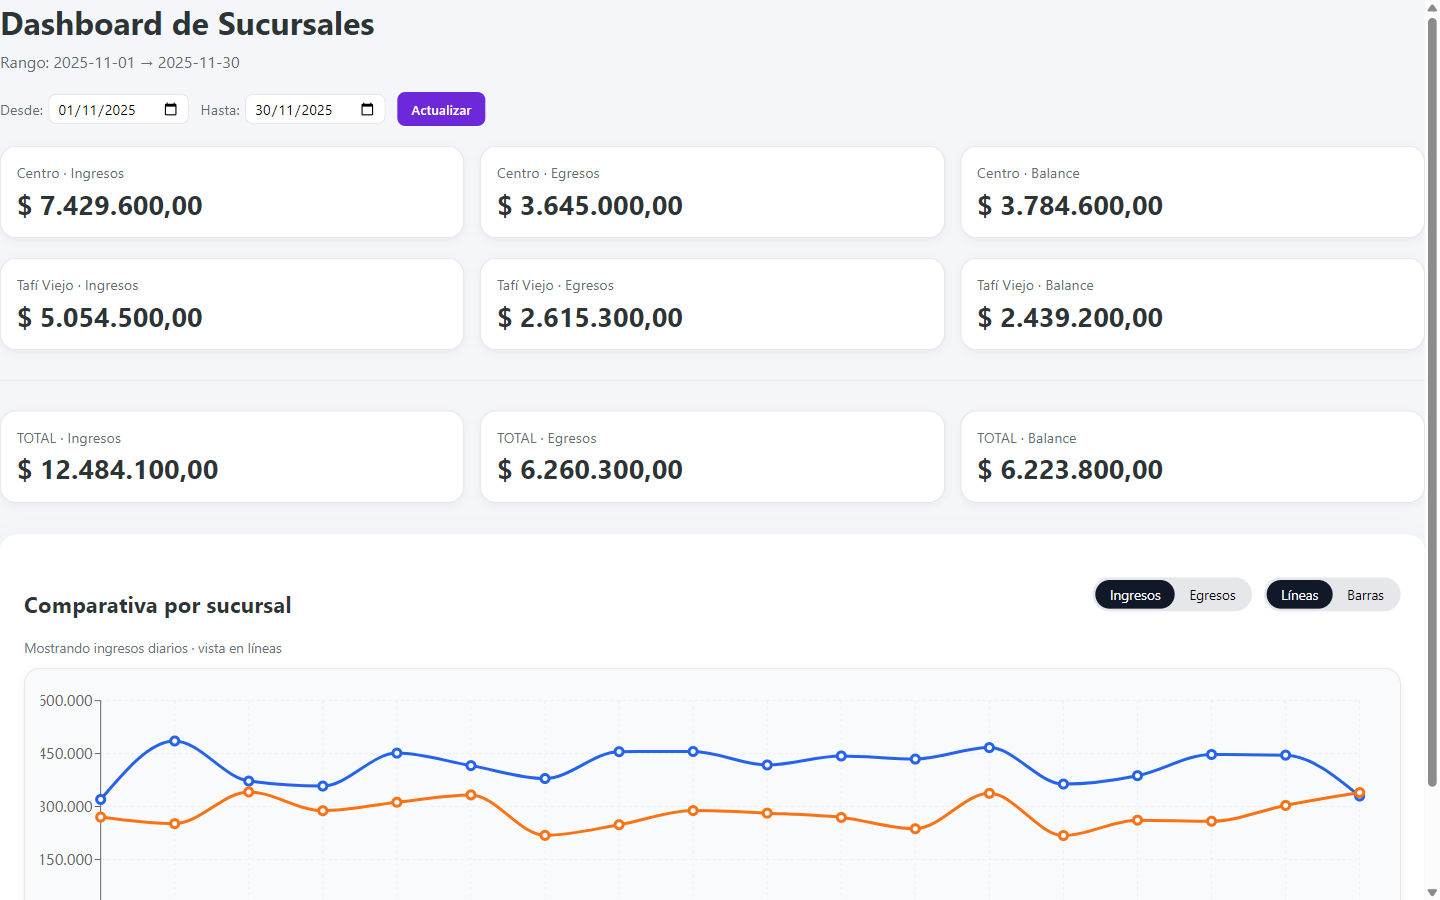 Dashboard de Sucursales
Rango: 2025-11-01 → 2025-11-30
Desde: 01/11/2025 Hasta: 30/11/2025 Actualizar
Centro · Ingresos
$ 7.429.600,00
Centro · Egresos
$ 3.645.000,00
Centro · Balance
$ 3.784.600,00
Tafí Viejo · Ingresos
$ 5.054.500,00
Tafí Viejo · Egresos
$ 2.615.300,00
Tafí Viejo · Balance
$ 2.439.200,00
TOTAL · Ingresos
$ 12.484.100,00
TOTAL · Egresos
$ 6.260.300,00
TOTAL · Balance
$ 6.223.800,00
Comparativa por sucursal
Ingresos Egresos Líneas Barras
Mostrando ingresos diarios · vista en líneas
600.000
450.000
300.000
150.000